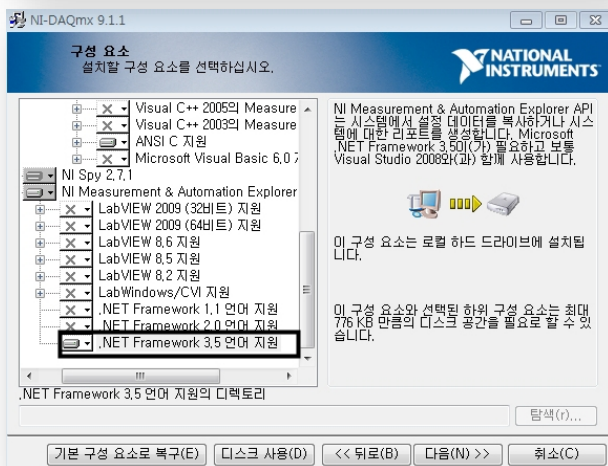 NI-DAQmx 9.1.1
구성 요소
설치할 구성 요소를 선택하십시오.
NATIONAL
INSTRUMENTS
Visual C++ 2005의 Measure
Visual C++ 2003의 Measure
ANSI C 지원
Microsoft Visual Basic 6.0
NI Spy 2.7.1
NI Measurement & Automation Explorer
LabVIEW 2009 (32비트) 지원
LabVIEW 2009 (64비트) 지원
LabVIEW 8.6 지원
LabVIEW 8.5 지원
LabVIEW 8.2 지원
LabWindows/CVI 지원
.NET Framework 1.1 언어 지원
.NET Framework 2.0 언어 지원
.NET Framework 3.5 언어 지원
NI Measurement & Automation Explorer API
는 시스템에서 설정 데이터를 복사하거나 시스
템에 대한 리포트를 생성합니다. Microsoft
.NET Framework 3.5이(가) 필요하고 보통
Visual Studio 2008와(과) 함께 사용합니다.
이 구성 요소는 로컬 하드 드라이브에 설치됩
니다.
이 구성 요소와 선택된 하위 구성 요소는 최대
776 KB 만큼의 디스크 공간을 필요로 할 수 있
습니다.
.NET Framework 3.5 언어 지원의 디렉토리
탐색(r)...
기본 구성 요소로 복구(E)
디스크 사용(D)
<< 뒤로(B)
다음(N) >>
취소(C)